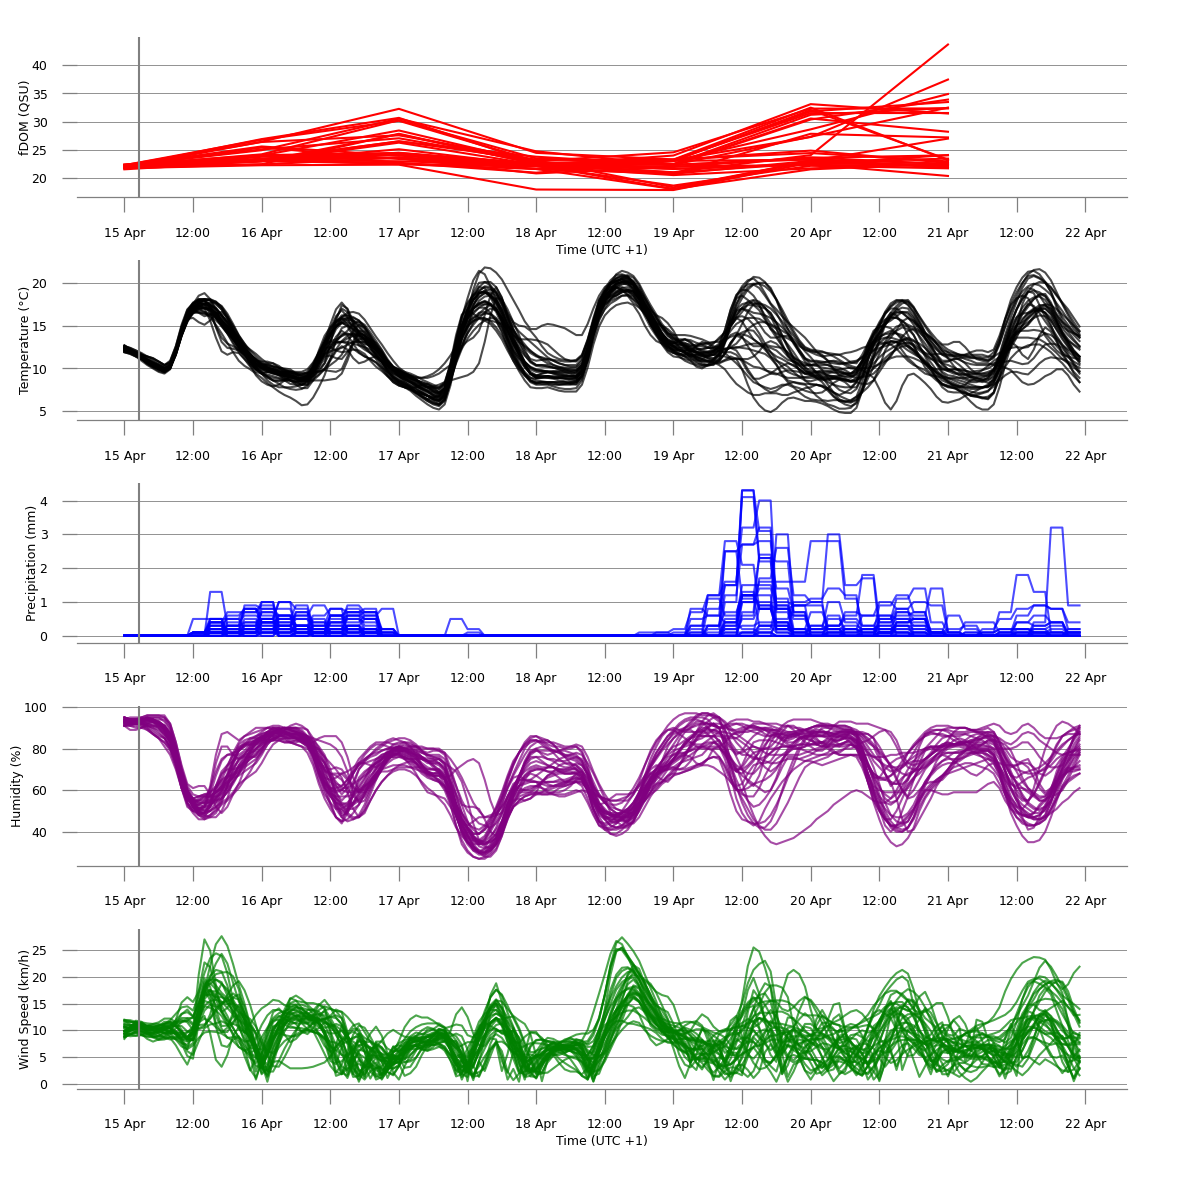 fDOM (QSU)
40
35
30
25
20
15 Apr 12:00 16 Apr 12:00 17 Apr 12:00 18 Apr 12:00 19 Apr 12:00 20 Apr 12:00 21 Apr 12:00 22 Apr
Time (UTC +1)
Temperature (°C)
20
15
10
5
15 Apr 12:00 16 Apr 12:00 17 Apr 12:00 18 Apr 12:00 19 Apr 12:00 20 Apr 12:00 21 Apr 12:00 22 Apr
Precipitation (mm)
4
3
2
1
0
15 Apr 12:00 16 Apr 12:00 17 Apr 12:00 18 Apr 12:00 19 Apr 12:00 20 Apr 12:00 21 Apr 12:00 22 Apr
Humidity (%)
100
80
60
40
15 Apr 12:00 16 Apr 12:00 17 Apr 12:00 18 Apr 12:00 19 Apr 12:00 20 Apr 12:00 21 Apr 12:00 22 Apr
Wind Speed (km/h)
25
20
15
10
5
0
15 Apr 12:00 16 Apr 12:00 17 Apr 12:00 18 Apr 12:00 19 Apr 12:00 20 Apr 12:00 21 Apr 12:00 22 Apr
Time (UTC +1)